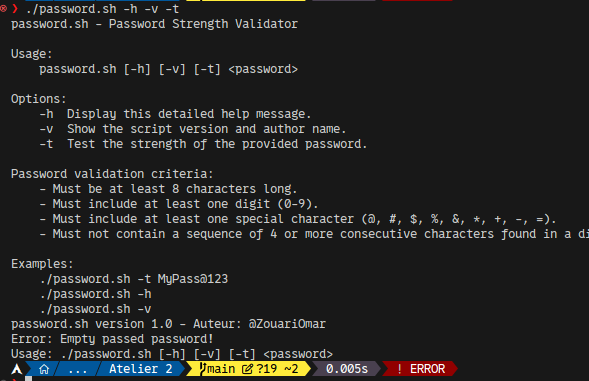 ❯ ./password.sh -h -v -t
password.sh – Password Strength Validator
Usage:
password.sh [-h] [-v] [-t] <password>
Options:
-h Display this detailed help message.
-v Show the script version and author name.
-t Test the strength of the provided password.
Password validation criteria:
- Must be at least 8 characters long.
- Must include at least one digit (0-9).
- Must include at least one special character (@, #, $, %, &, *, +, -, =).
- Must not contain a sequence of 4 or more consecutive characters found in a di
Examples:
./password.sh -t MyPass@123
./password.sh -h
./password.sh -v
password.sh version 1.0 - Auteur: @ZouariOmar
Error: Empty passed password!
Usage: ./password.sh [-h] [-v] [-t] <password>
... Atelier 2 main ?19 ~2 0.005s ! ERROR